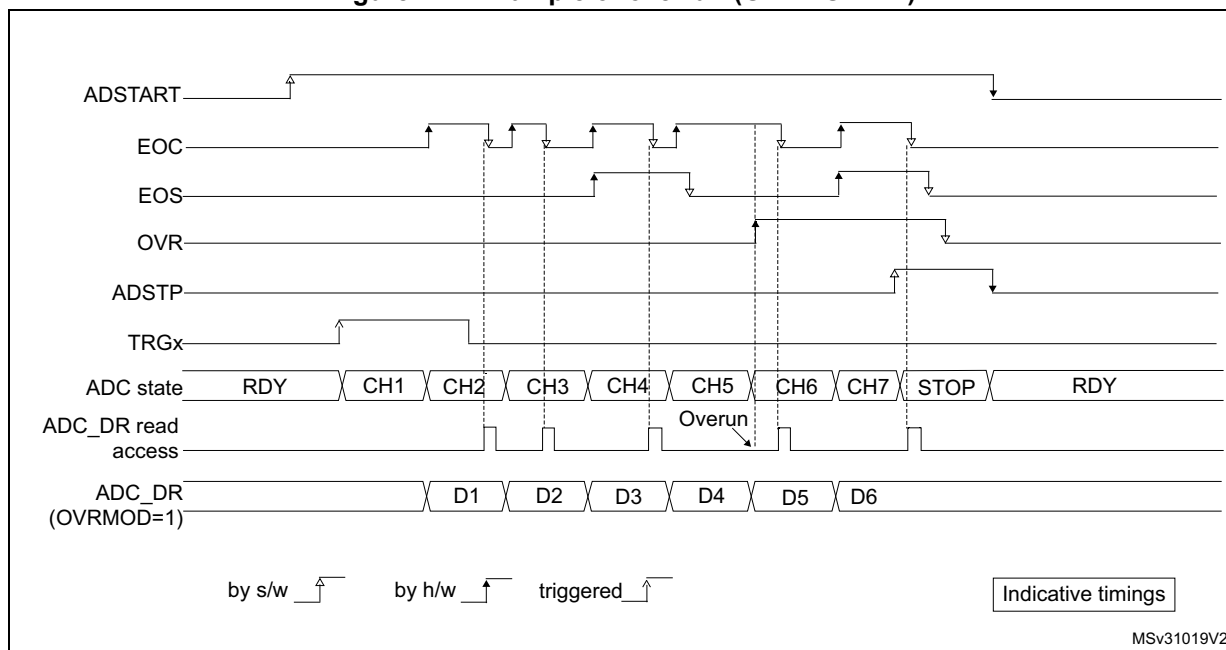 ADSTART
EOC
EOS
OVR
ADSTP
TRGx
ADC state RDY CH1 CH2 CH3 CH4 CH5 CH6 CH7 STOP RDY
ADC_DR read access
Overun
ADC_DR (OVRMOD=1) D1 D2 D3 D4 D5 D6
by s/w by h/w triggered
Indicative timings
MSv31019V2